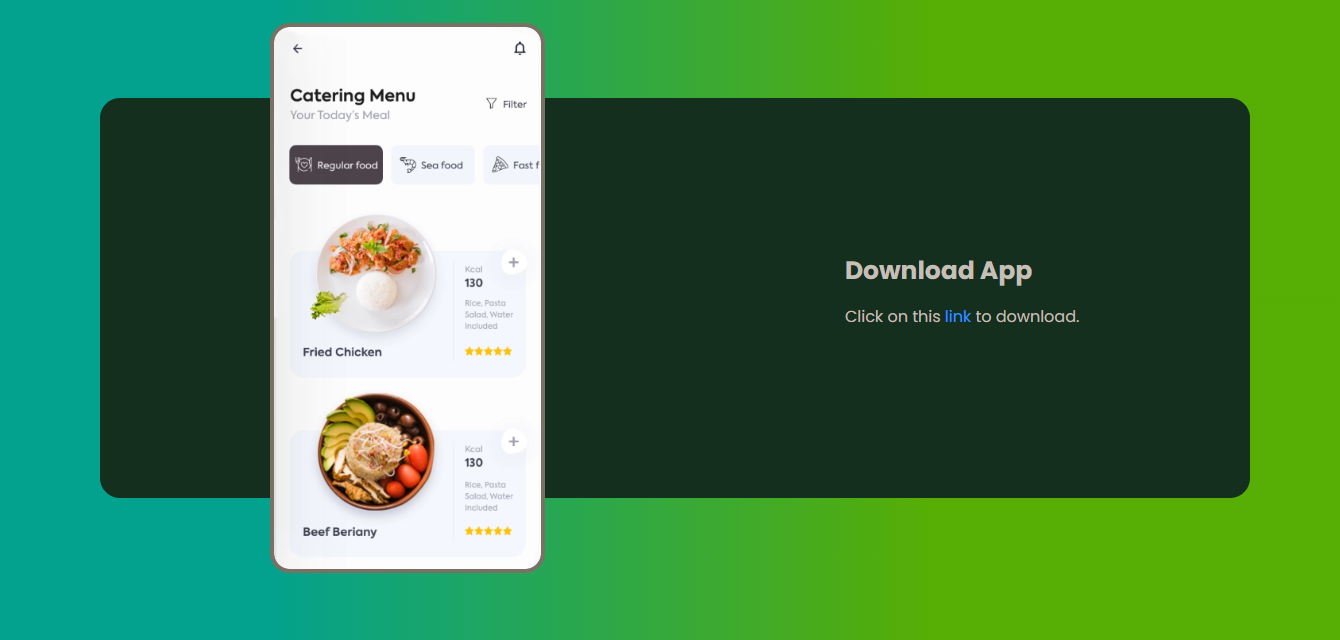 Catering Menu
Your Today's Meal
Filter
Regular food
Sea food
Fast f
Kcal
130
Rice, Pasta
Salad, Water
Included
Fried Chicken
Kcal
130
Rice, Pasta
Salad, Water
Included
Beef Beriany
Download App
Click on this link to download.